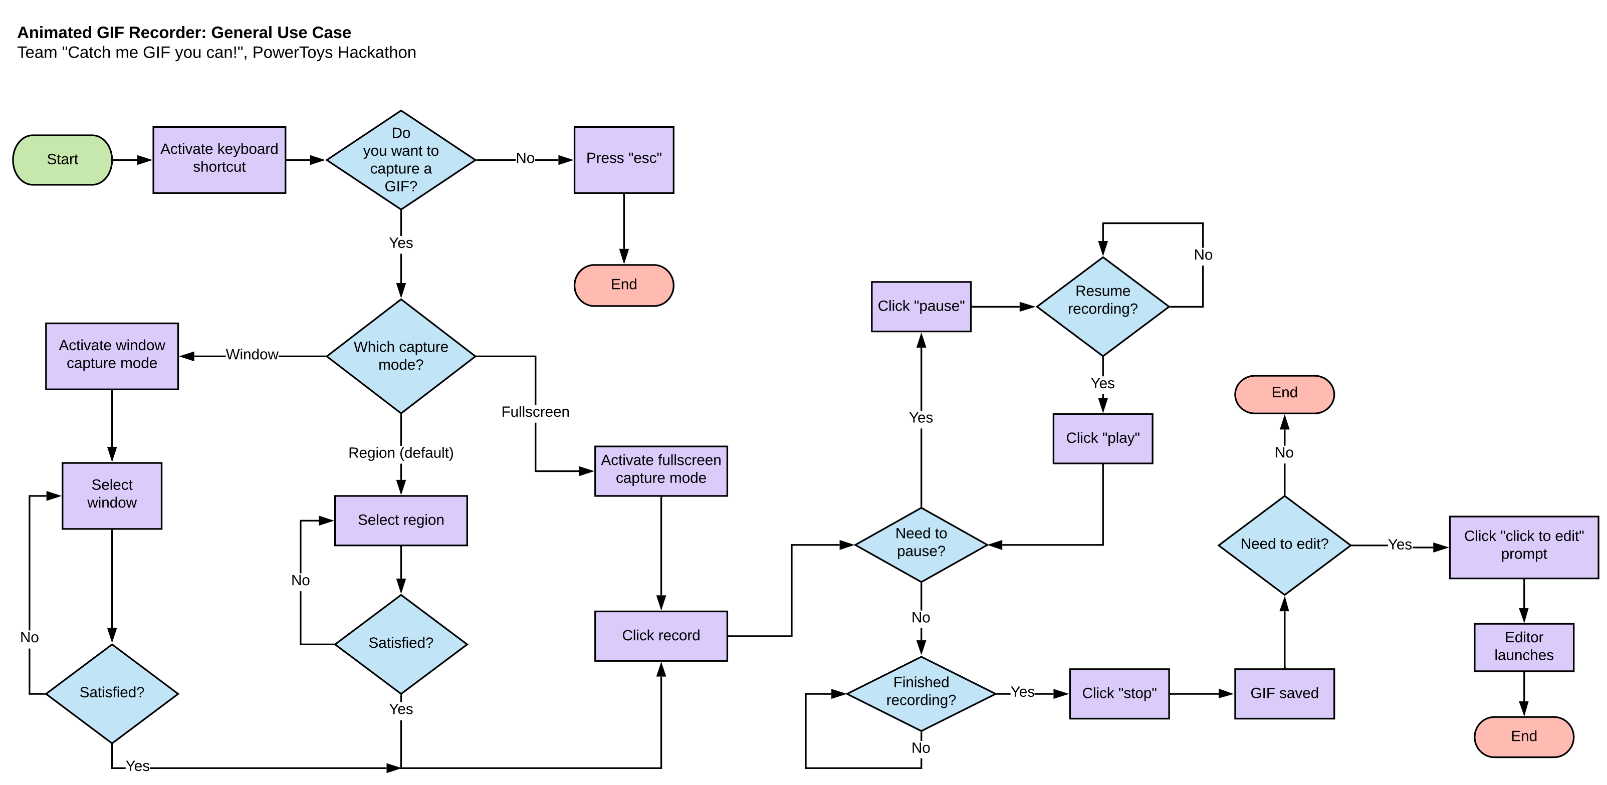 Animated GIF Recorder: General Use Case
Team "Catch me GIF you can!", PowerToys Hackathon
Start
Activate keyboard
shortcut
Do
you want to
capture a
GIF?
No
Press "esc"
End
Yes
Which capture
mode?
Window
Activate window
capture mode
Select
window
No
Satisfied?
Yes
Region (default)
Select region
No
Satisfied?
Yes
Fullscreen
Activate fullscreen
capture mode
Click record
Need to
pause?
Yes
Click "pause"
Resume
recording?
No
Yes
Click "play"
No
Finished
recording?
No
Yes
Click "stop"
GIF saved
Need to edit?
No
End
Yes
Click "click to edit"
prompt
Editor
launches
End